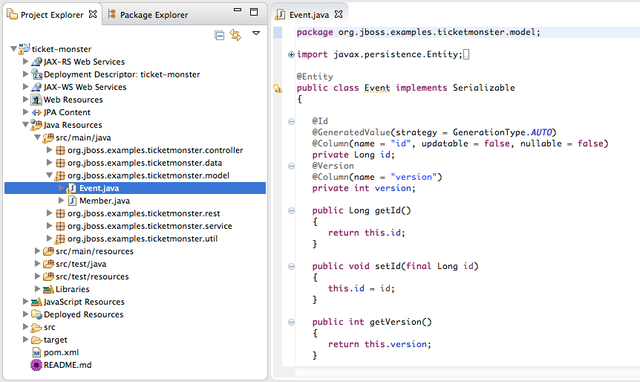 Project Explorer
Package Explorer
ticket-monster
JAX-RS Web Services
Deployment Descriptor: ticket-monster
JAX-WS Web Services
Web Resources
JPA Content
Java Resources
src/main/java
org.jboss.examples.ticketmonster.controller
org.jboss.examples.ticketmonster.data
org.jboss.examples.ticketmonster.model
Event.java
Member.java
org.jboss.examples.ticketmonster.rest
org.jboss.examples.ticketmonster.service
org.jboss.examples.ticketmonster.util
src/main/resources
src/test/java
src/test/resources
Libraries
JavaScript Resources
Deployed Resources
src
target
pom.xml
README.md
Event.java
package org.jboss.examples.ticketmonster.model;
import javax.persistence.Entity;
@Entity
public class Event implements Serializable
{
@Id
@GeneratedValue(strategy = GenerationType.AUTO)
@Column(name = "id", updatable = false, nullable = false)
private Long id;
@Version
@Column(name = "version")
private int version;
public Long getId()
{
return this.id;
}
public void setId(final Long id)
{
this.id = id;
}
public int getVersion()
{
return this.version;
}